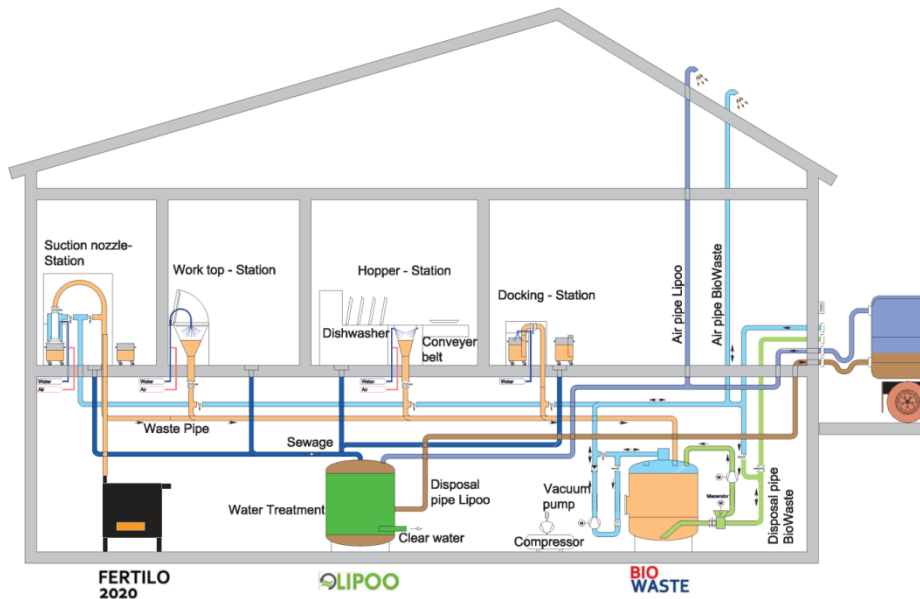 Suction nozzle-
Station
Work top - Station
Hopper - Station
Docking - Station
Dishwasher
Conveyer
belt
Air pipe Lipoo
Air pipe BioWaste
Water
Air
Water
Air
Water
Air
Water
Waste Pipe
Sewage
Water Treatment
Disposal
pipe Lipoo
Clear water
Vacuum
pump
Compressor
Macerator
Disposal pipe
BioWaste
FERTILO
2020
LIPOO
BIO
WASTE